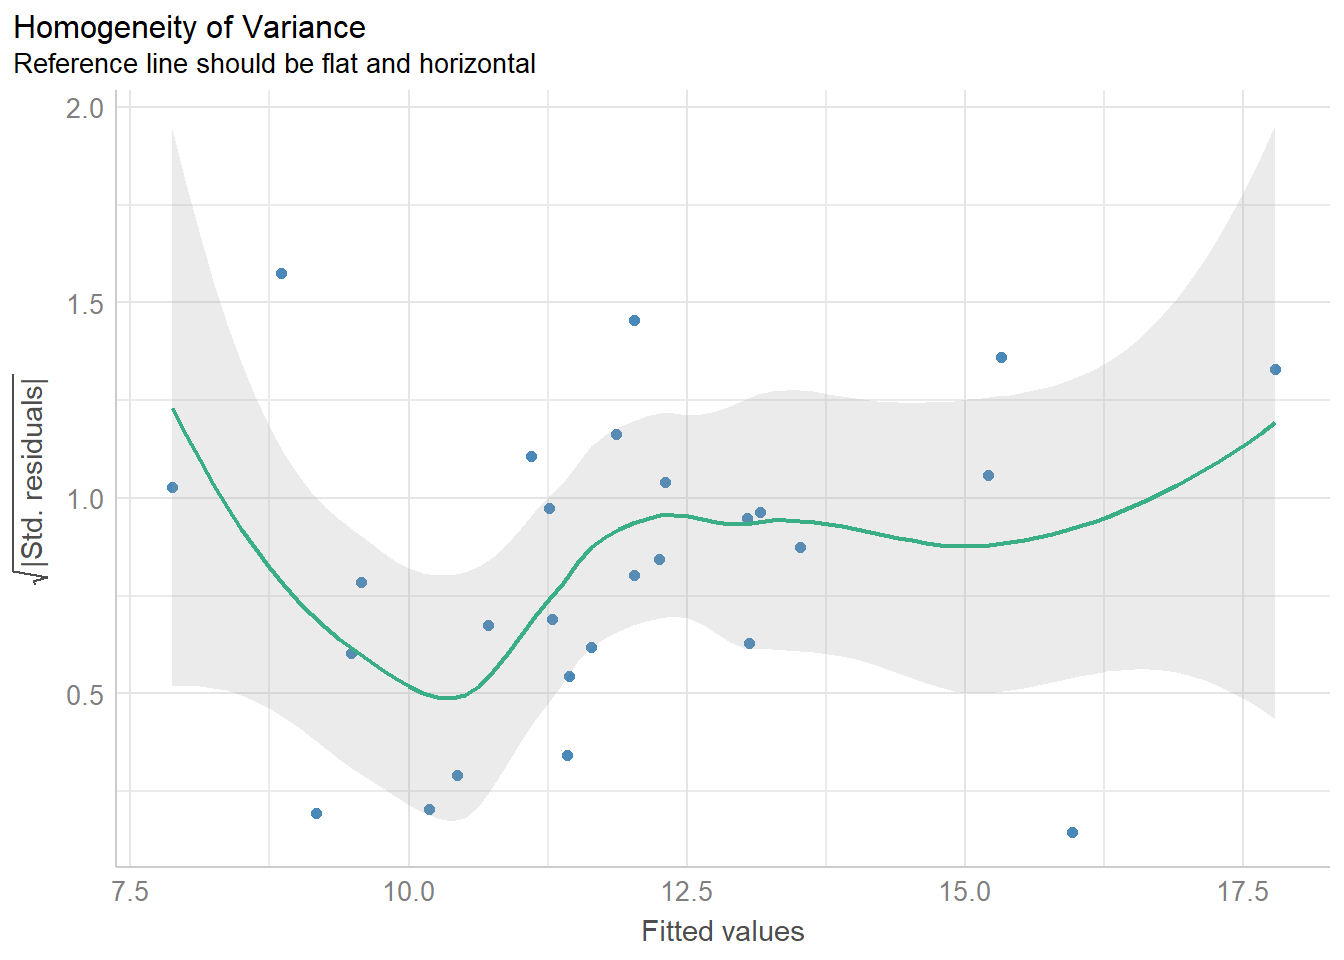 Homogeneity of Variance
Reference line should be flat and horizontal
√|Std. residuals|
2.0
1.5
1.0
0.5
7.5 10.0 12.5 15.0 17.5
Fitted values